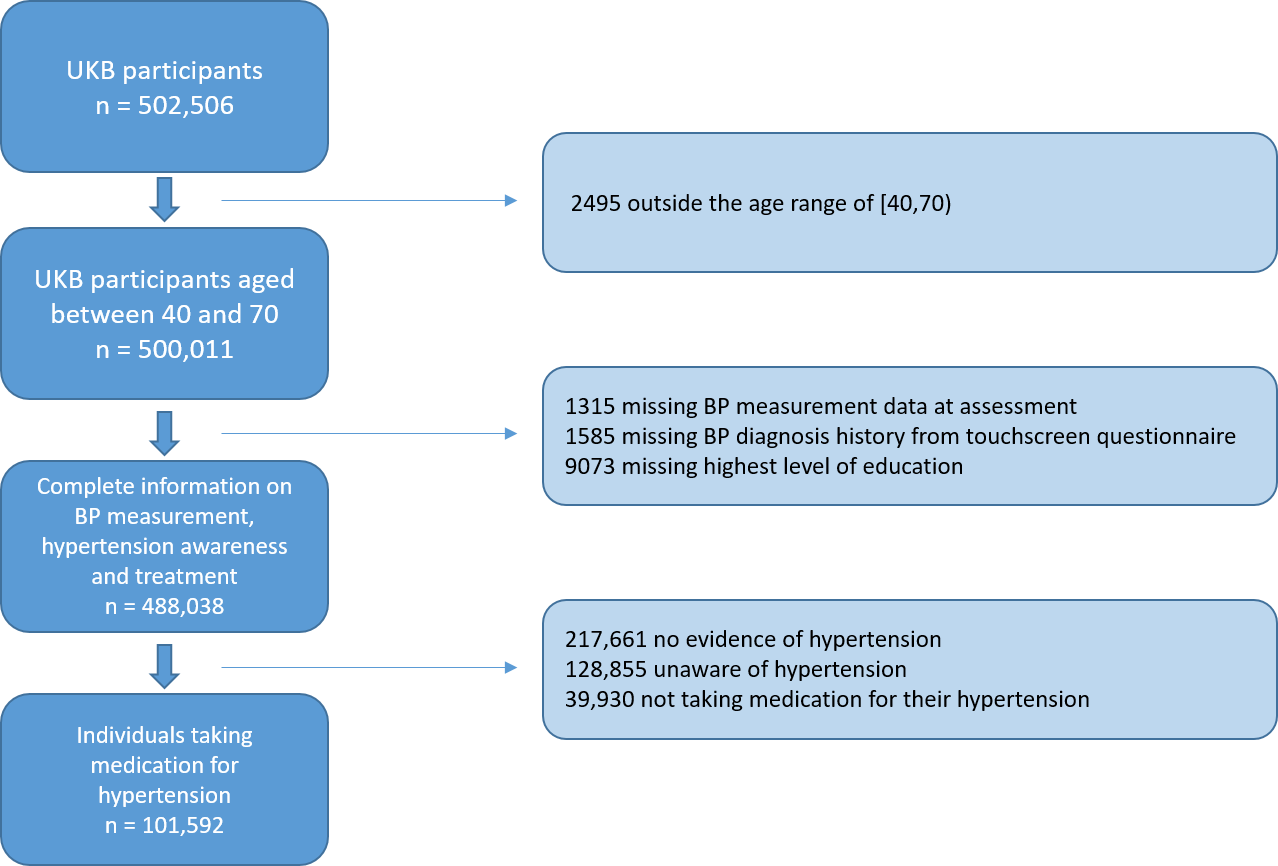 UKB participants
n = 502,506
2495 outside the age range of [40,70)
UKB participants aged
between 40 and 70
n = 500,011
1315 missing BP measurement data at assessment
1585 missing BP diagnosis history from touchscreen questionnaire
9073 missing highest level of education
Complete information on
BP measurement,
hypertension awareness
and treatment
n = 488,038
217,661 no evidence of hypertension
128,855 unaware of hypertension
39,930 not taking medication for their hypertension
Individuals taking
medication for
hypertension
n = 101,592